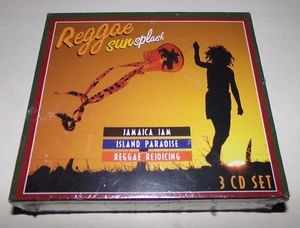 Reggae
sunsplash
JAMAICA JAM
ISLAND PARADISE
REGGAE REJOICING
3 CD SET